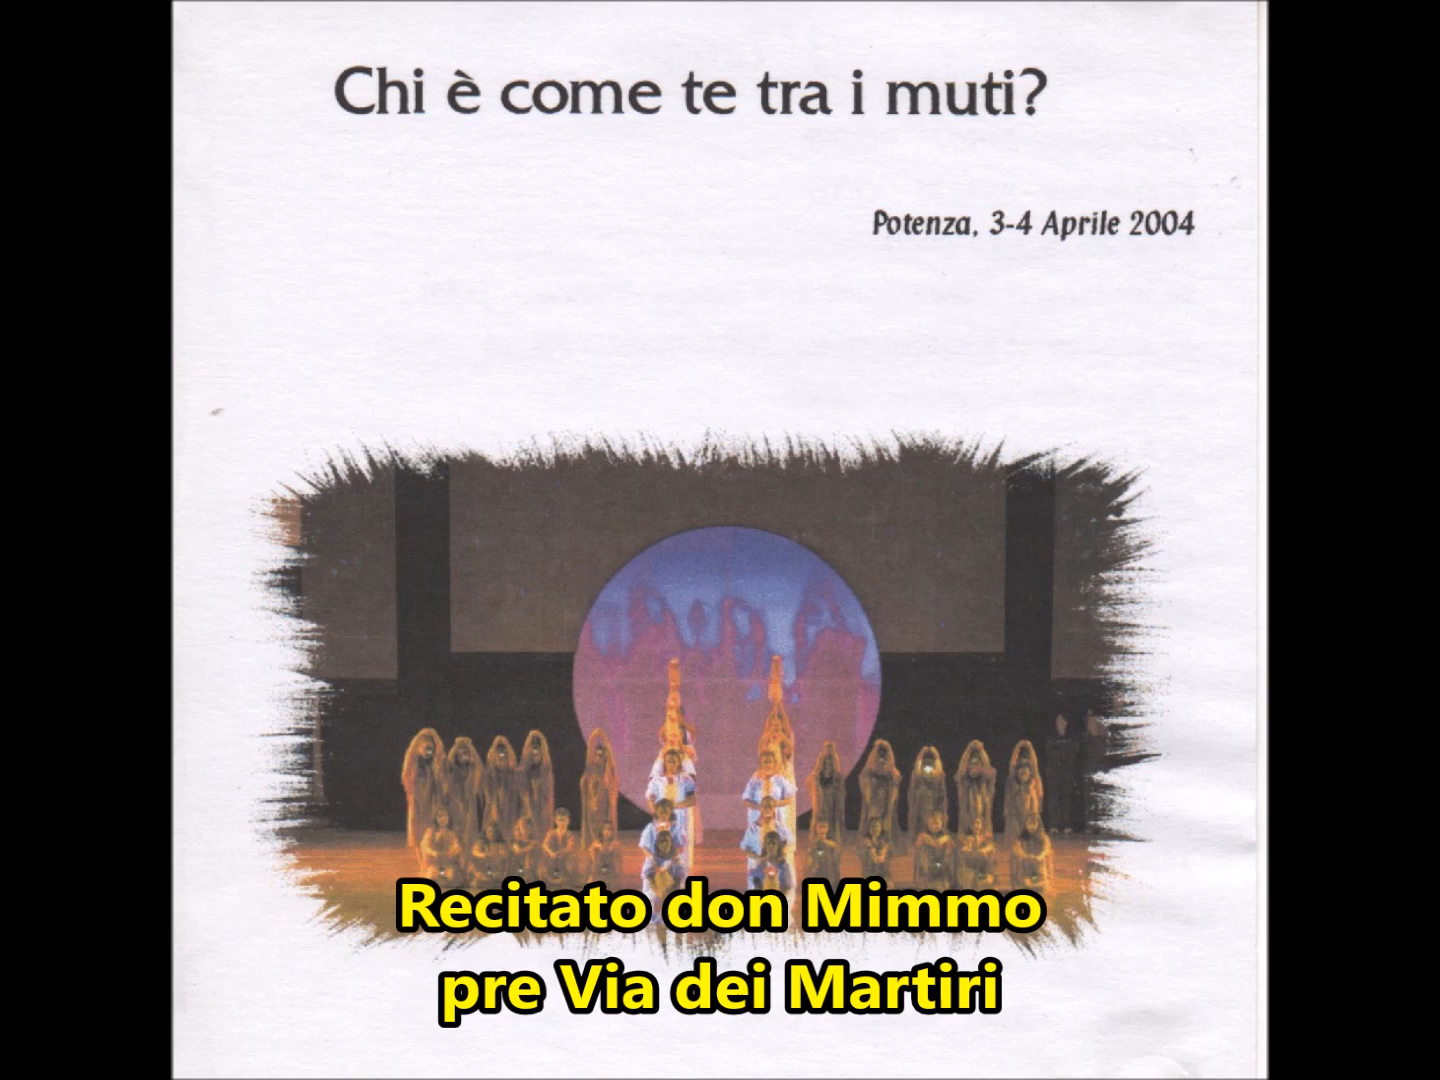 Chi è come te tra i muti?
Potenza, 3-4 Aprile 2004
Recitato don Mimmo
pre Via dei Martiri